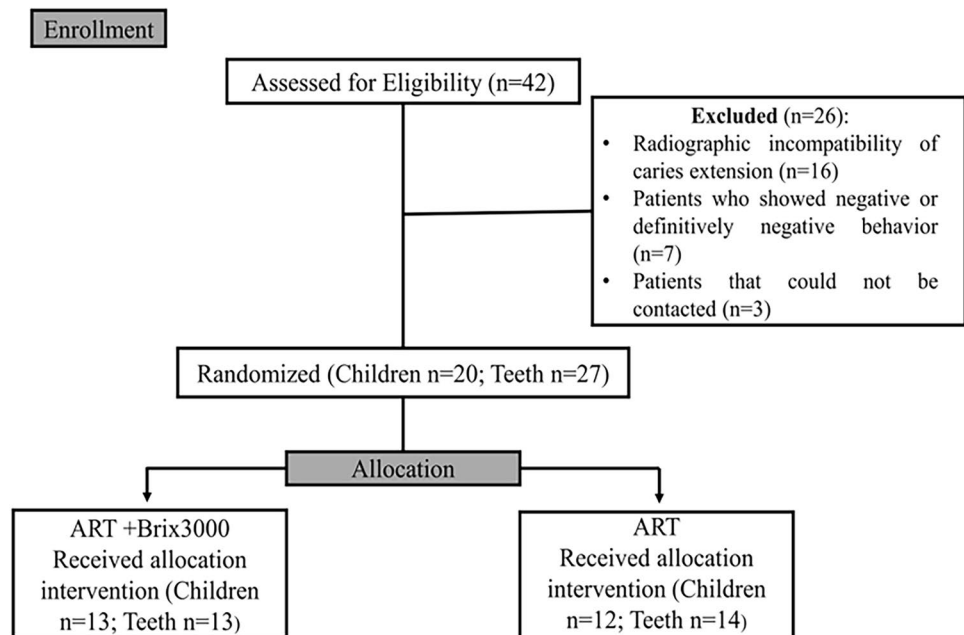 Enrollment
Assessed for Eligibility (n=42)
Excluded (n=26):
• Radiographic incompatibility of
caries extension (n=16)
• Patients who showed negative or
definitively negative behavior
(n=7)
• Patients that could not be
contacted (n=3)
Randomized (Children n=20; Teeth n=27)
Allocation
ART +Brix3000
Received allocation
intervention (Children
n=13; Teeth n=13)
ART
Received allocation
intervention (Children
n=12; Teeth n=14)